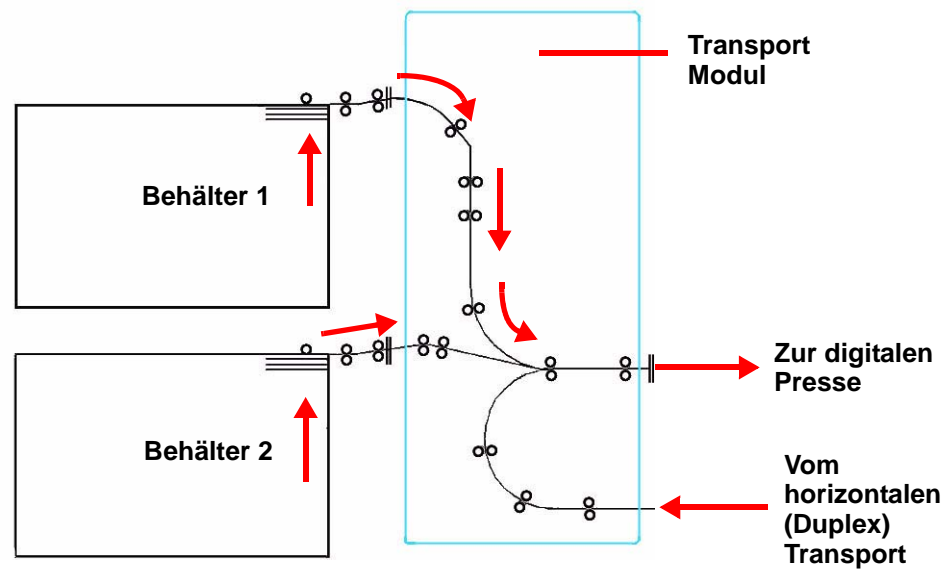 Transport
Modul
Behälter 1
Zur digitalen
Presse
Behälter 2
Vom
horizontalen
(Duplex)
Transport